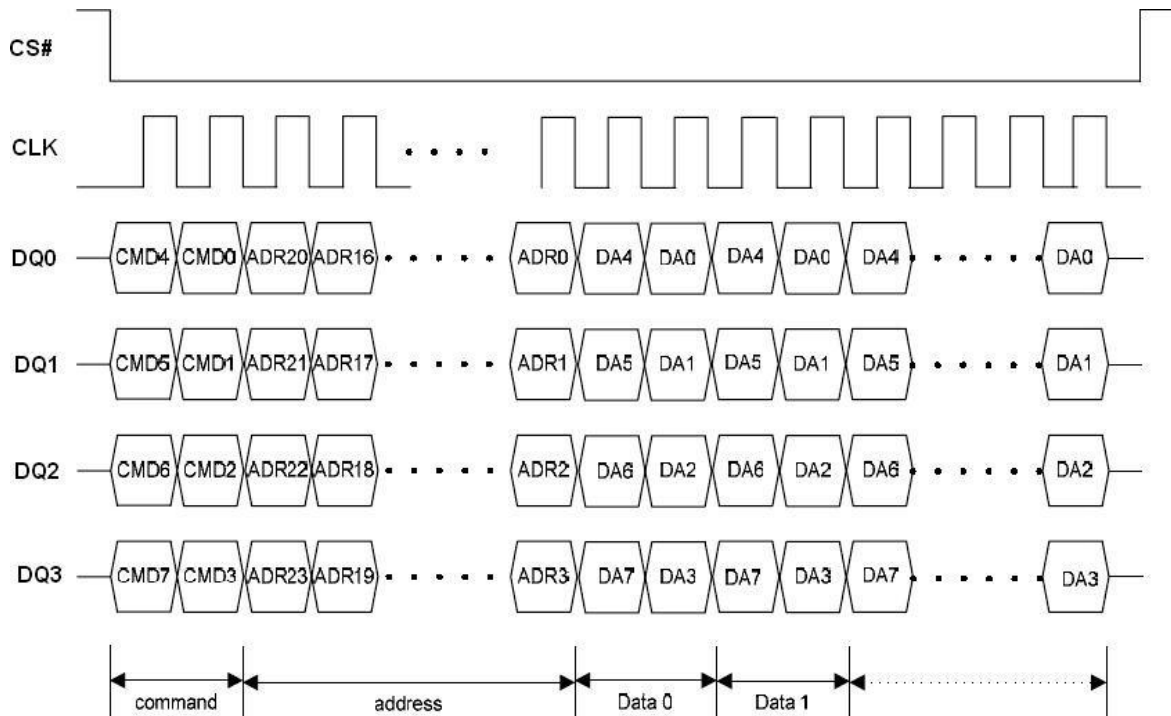 CS#
CLK
DQ0 CMD4 CMD0 ADR20 ADR16 ADR0 DA4 DA0 DA4 DA0 DA4 DA0
DQ1 CMD5 CMD1 ADR21 ADR17 ADR1 DA5 DA1 DA5 DA1 DA5 DA1
DQ2 CMD6 CMD2 ADR22 ADR18 ADR2 DA6 DA2 DA6 DA2 DA6 DA2
DQ3 CMD7 CMD3 ADR23 ADR19 ADR3 DA7 DA3 DA7 DA3 DA7 DA3
command address Data 0 Data 1